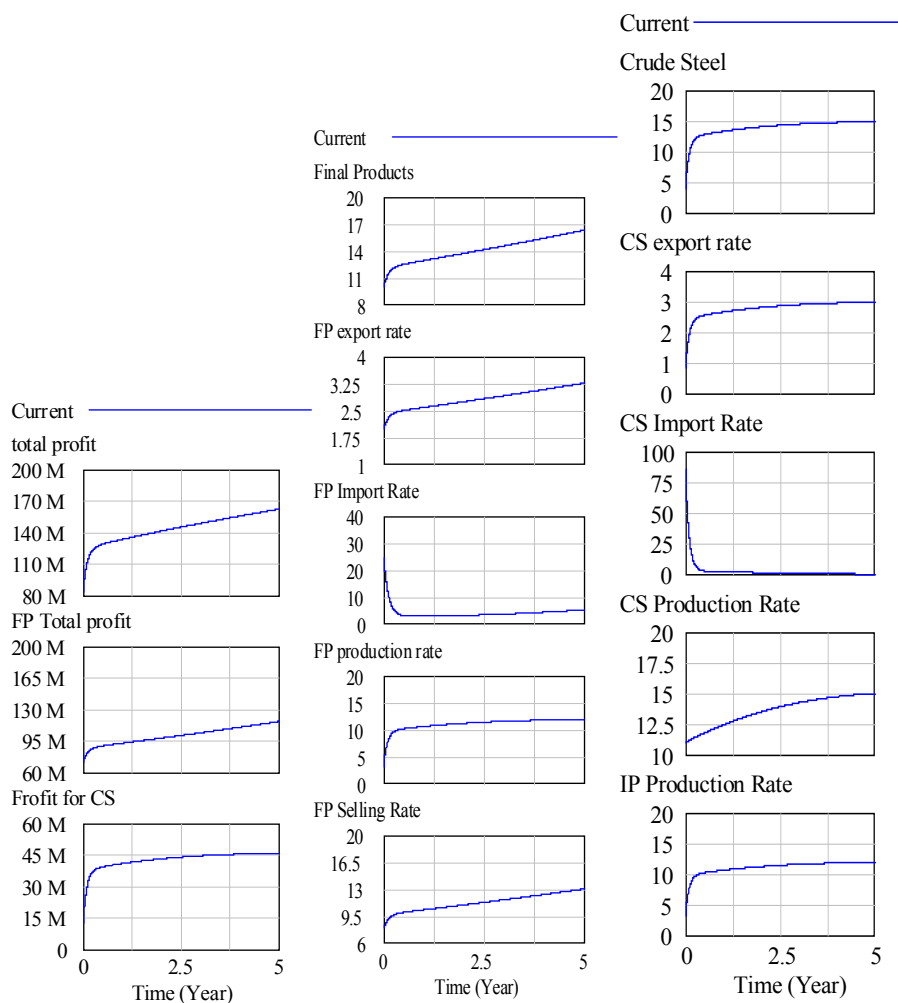 Current
total profit
200 M
170 M
140 M
110 M
80 M
FP Total profit
200 M
165 M
130 M
95 M
60 M
Frofit for CS
60 M
45 M
30 M
15 M
0
0 2.5 5
Time (Year)
Current
Final Products
20
17
14
11
8
FP export rate
4
3.25
2.5
1.75
1
FP Import Rate
40
30
20
10
0
FP production rate
20
15
10
5
0
FP Selling Rate
20
16.5
13
9.5
6
0 2.5 5
Time (Year)
Current
Crude Steel
20
15
10
5
0
CS export rate
4
3
2
1
0
CS Import Rate
100
75
50
25
0
CS Production Rate
20
17.5
15
12.5
10
IP Production Rate
20
15
10
5
0
0 2.5 5
Time (Year)